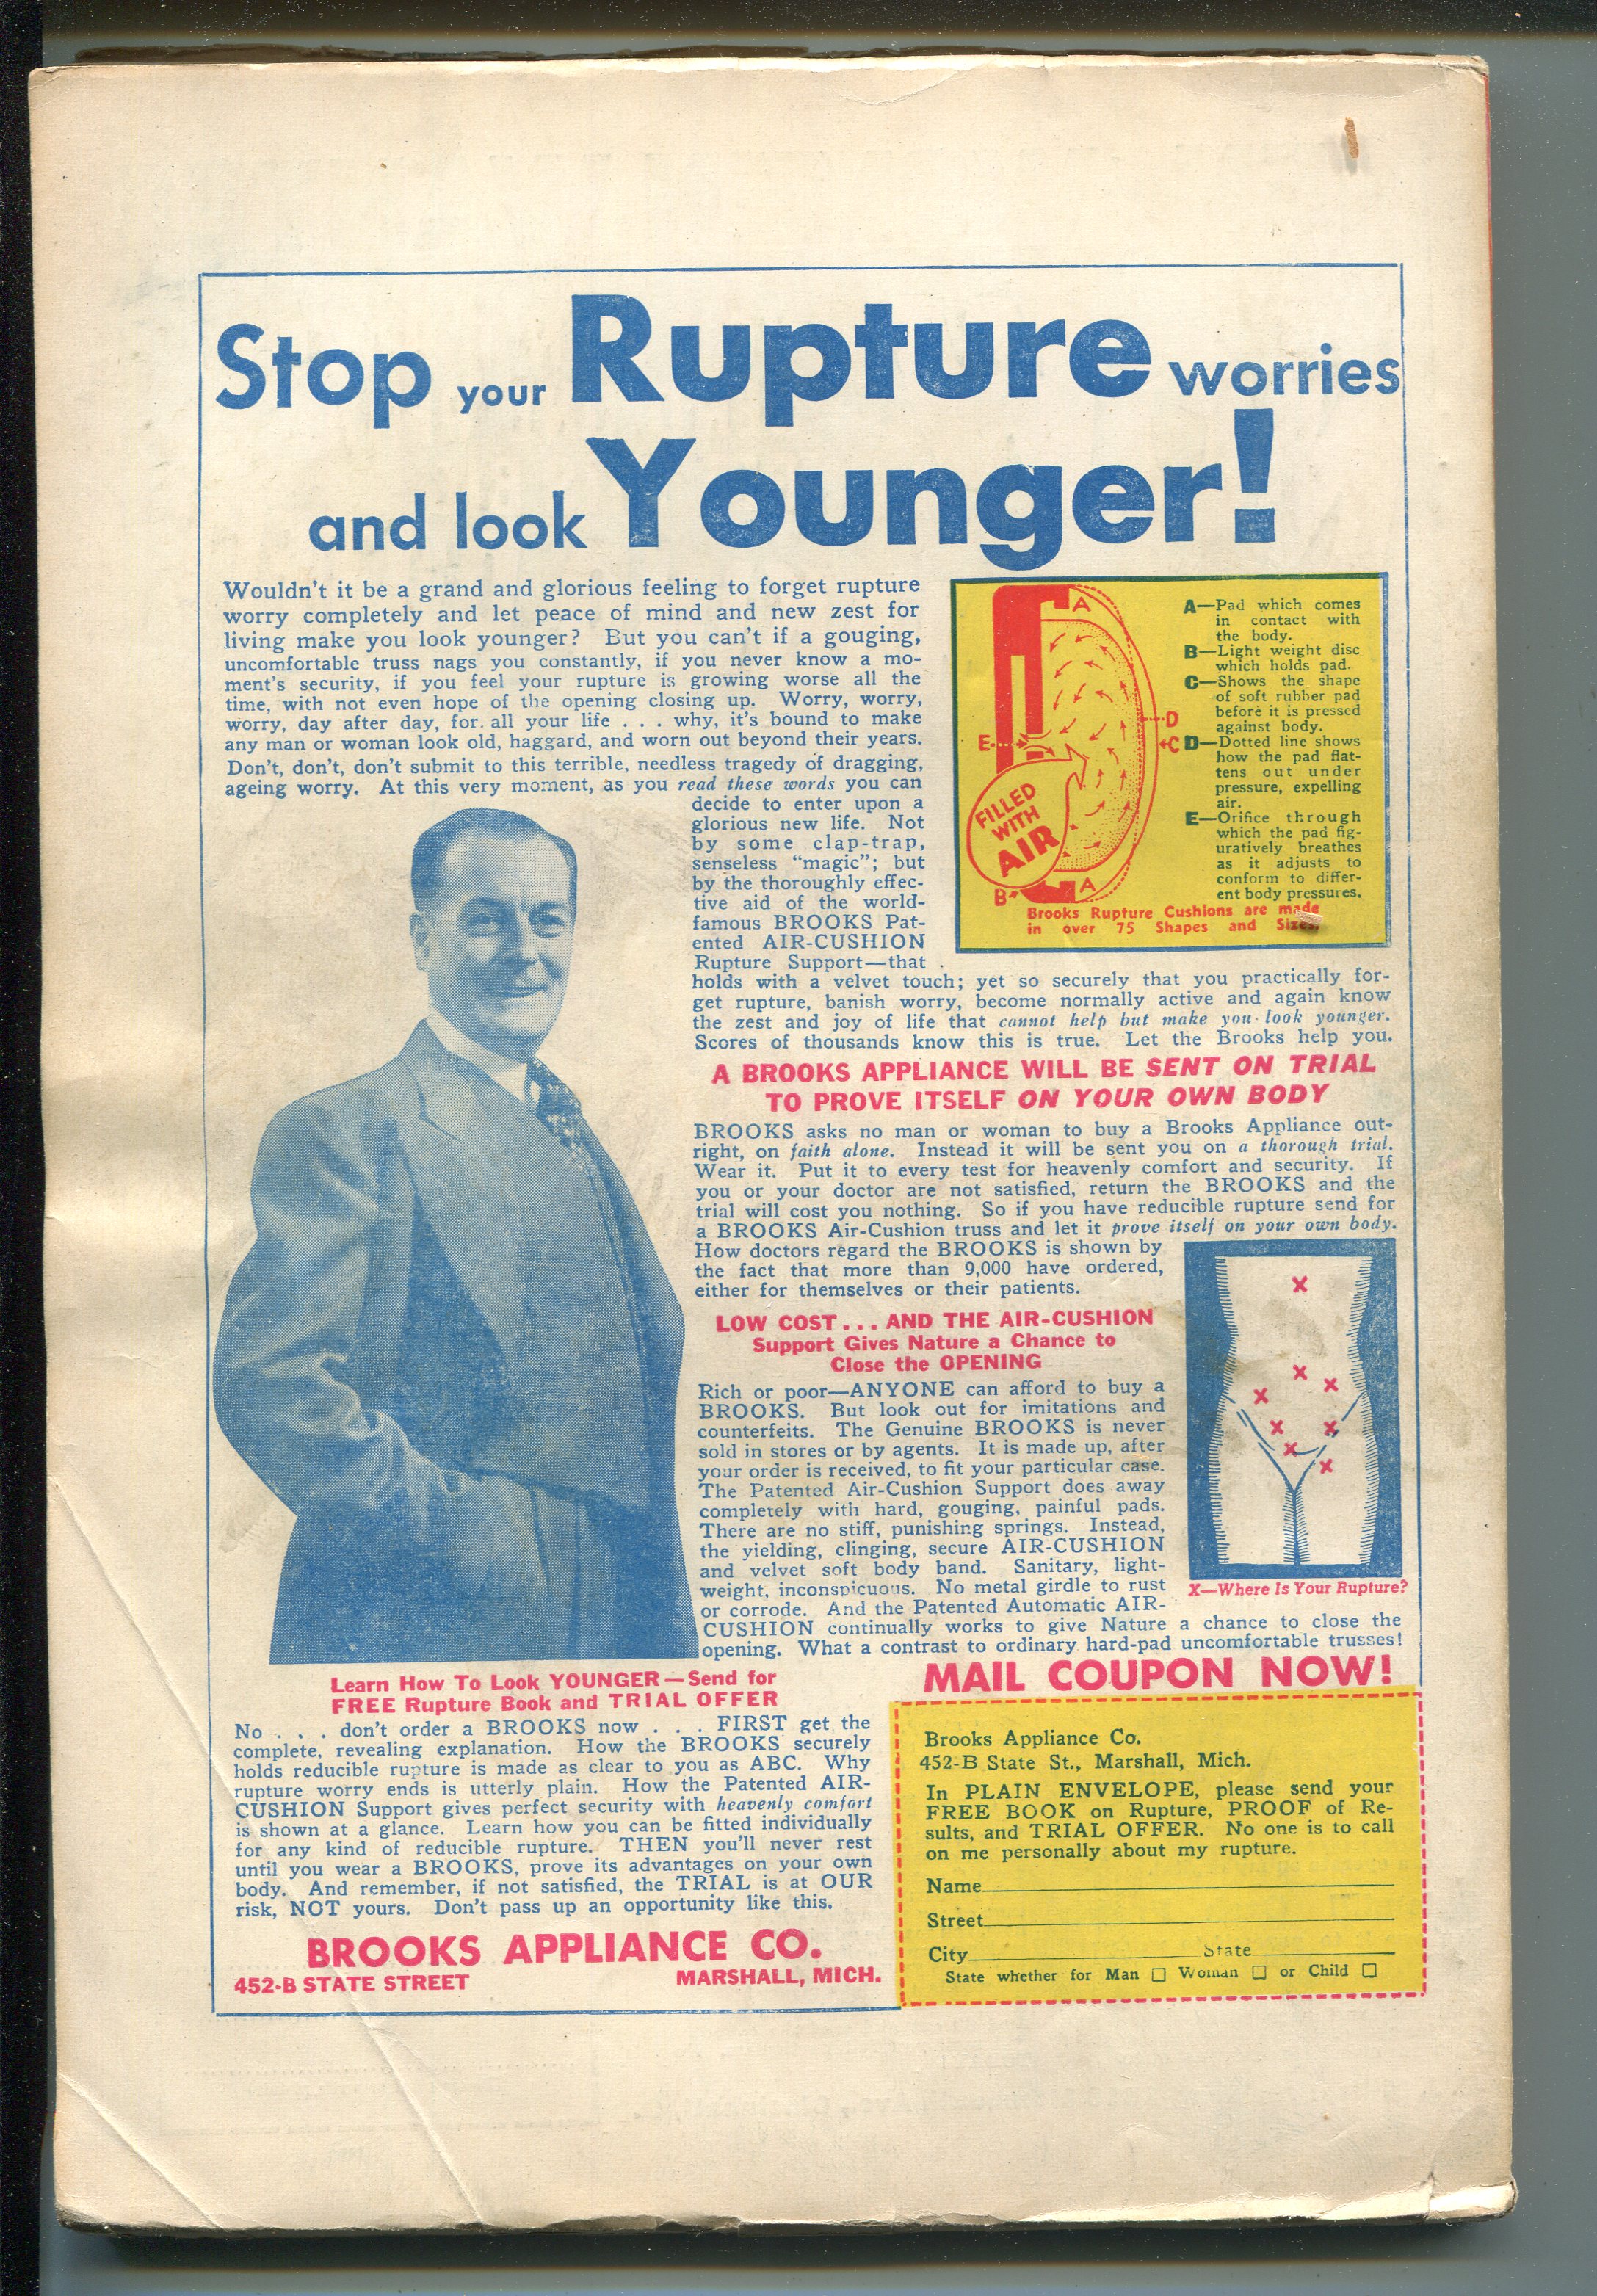 Stop your Rupture worries
and look Younger!
Wouldn't it be a grand and glorious feeling to forget rupture
worry completely and let peace of mind and new zest for
living make you look younger? But you can't if a gouging,
uncomfortable truss nags you constantly, if you never know a mo-
ment's security, if you feel your rupture is growing worse all the
time, with not even hope of the opening closing up. Worry, worry,
worry, day after day, for all your life . . . why, it's bound to make
any man or woman look old, haggard, and worn out beyond their years.
Don't, don't, don't submit to this terrible, needless tragedy of dragging,
ageing worry. At this very moment, as you read these words you can
decide to enter upon a
glorious new life. Not
by some clap-trap,
senseless "magic"; but
by the thoroughly effec-
tive aid of the world-
famous BROOKS Pat-
ented AIR-CUSHION
Rupture Support—that
holds with a velvet touch; yet so securely that you practically for-
get rupture, banish worry, become normally active and again know
the zest and joy of life that cannot help but make you look younger.
Scores of thousands know this is true. Let the Brooks help you.
A
D
E
C
FILLED
WITH
AIR
B
A
A—Pad which comes
in contact with
the body.
B—Light weight disc
which holds pad.
C—Shows the shape
of soft rubber pad
before it is pressed
against body.
D—Dotted line shows
how the pad flat-
tens out under
pressure, expelling
air.
E—Orifice through
which the pad fig-
uratively breathes
as it adjusts to
conform to differ-
ent body pressures.
Brooks Rupture Cushions are made
in over 75 Shapes and Sizes.
A BROOKS APPLIANCE WILL BE SENT ON TRIAL
TO PROVE ITSELF ON YOUR OWN BODY
BROOKS asks no man or woman to buy a Brooks Appliance out-
right, on faith alone. Instead it will be sent you on a thorough trial.
Wear it. Put it to every test for heavenly comfort and security. If
you or your doctor are not satisfied, return the BROOKS and the
trial will cost you nothing. So if you have reducible rupture send for
a BROOKS Air-Cushion truss and let it prove itself on your own body.
How doctors regard the BROOKS is shown by
the fact that more than 9,000 have ordered,
either for themselves or their patients.
LOW COST . . . AND THE AIR-CUSHION
Support Gives Nature a Chance to
Close the OPENING
Rich or poor—ANYONE can afford to buy a
BROOKS. But look out for imitations and
counterfeits. The Genuine BROOKS is never
sold in stores or by agents. It is made up, after
your order is received, to fit your particular case.
The Patented Air-Cushion Support does away
completely with hard, gouging, painful pads.
There are no stiff, punishing springs. Instead,
the yielding, clinging, secure AIR-CUSHION
and velvet soft body band. Sanitary, light-
weight, inconspicuous. No metal girdle to rust
or corrode. And the Patented Automatic AIR-
CUSHION continually works to give Nature a chance to close the
opening. What a contrast to ordinary hard-pad uncomfortable trusses!
X—Where Is Your Rupture?
Learn How To Look YOUNGER—Send for
FREE Rupture Book and TRIAL OFFER
No . . . don't order a BROOKS now . . . FIRST get the
complete, revealing explanation. How the BROOKS securely
holds reducible rupture is made as clear to you as ABC. Why
rupture worry ends is utterly plain. How the Patented AIR-
CUSHION Support gives perfect security with heavenly comfort
is shown at a glance. Learn how you can be fitted individually
for any kind of reducible rupture. THEN you'll never rest
until you wear a BROOKS, prove its advantages on your own
body. And remember, if not satisfied, the TRIAL is at OUR
risk, NOT yours. Don't pass up an opportunity like this.
BROOKS APPLIANCE CO.
452-B STATE STREET MARSHALL, MICH.
MAIL COUPON NOW!
Brooks Appliance Co.
452-B State St., Marshall, Mich.
In PLAIN ENVELOPE, please send your
FREE BOOK on Rupture, PROOF of Re-
sults, and TRIAL OFFER. No one is to call
on me personally about my rupture.
Name
Street
City State
State whether for Man □ Woman □ or Child □